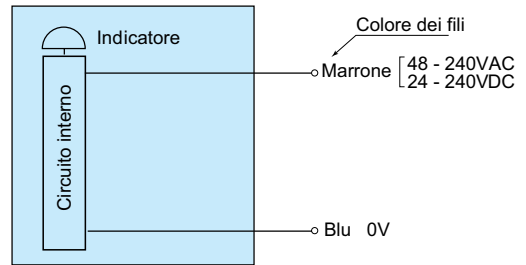 Colore dei fili
Indicatore
Marrone
48 - 240VAC
24 - 240VDC
Circuito interno
Blu 0V